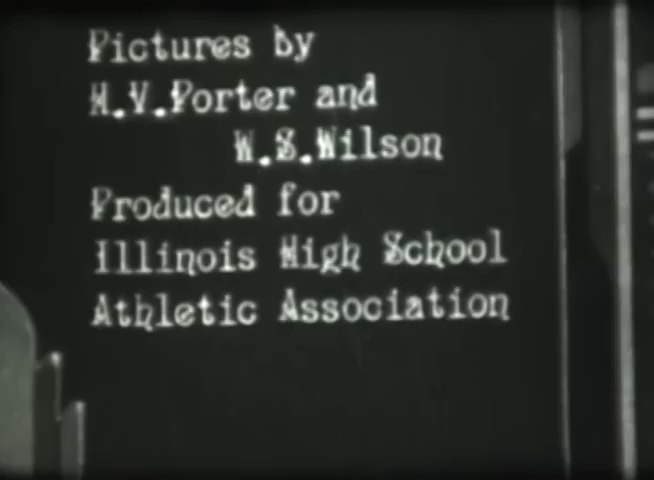 Pictures by
H.V.Porter and
W.S.Wilson
Produced for
Illinois High School
Athletic Association